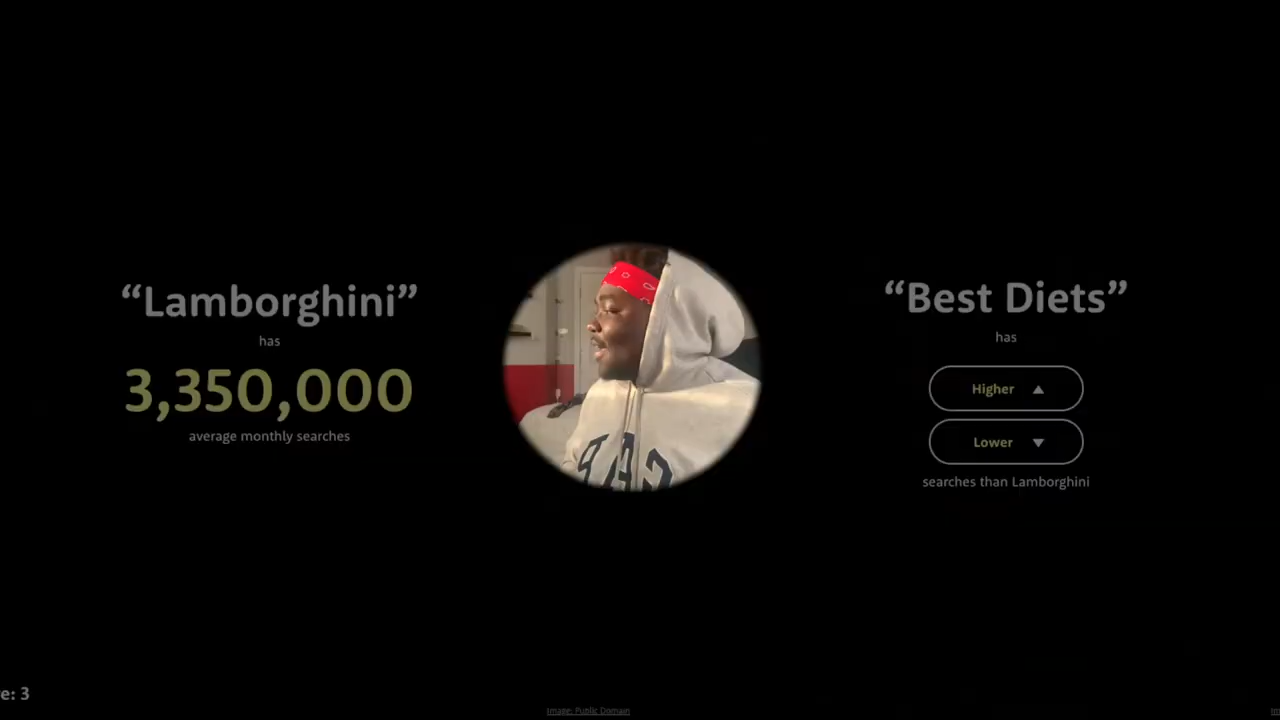 “Lamborghini”
has
3,350,000
average monthly searches
“Best Diets”
has
Higher ▲
Lower ▼
searches than Lamborghini
GAP
e: 3
Image: Public Domain